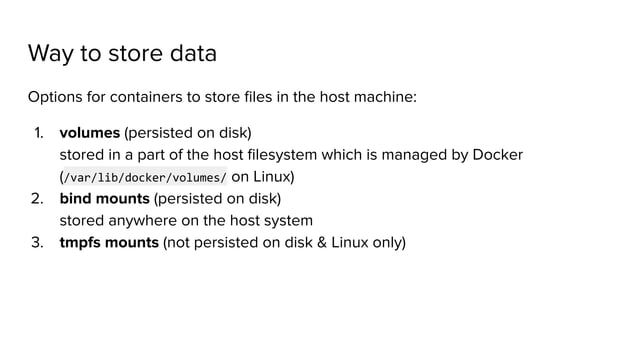 Way to store data
Options for containers to store files in the host machine:
1. volumes (persisted on disk)
stored in a part of the host filesystem which is managed by Docker
(/var/lib/docker/volumes/ on Linux)
2. bind mounts (persisted on disk)
stored anywhere on the host system
3. tmpfs mounts (not persisted on disk & Linux only)